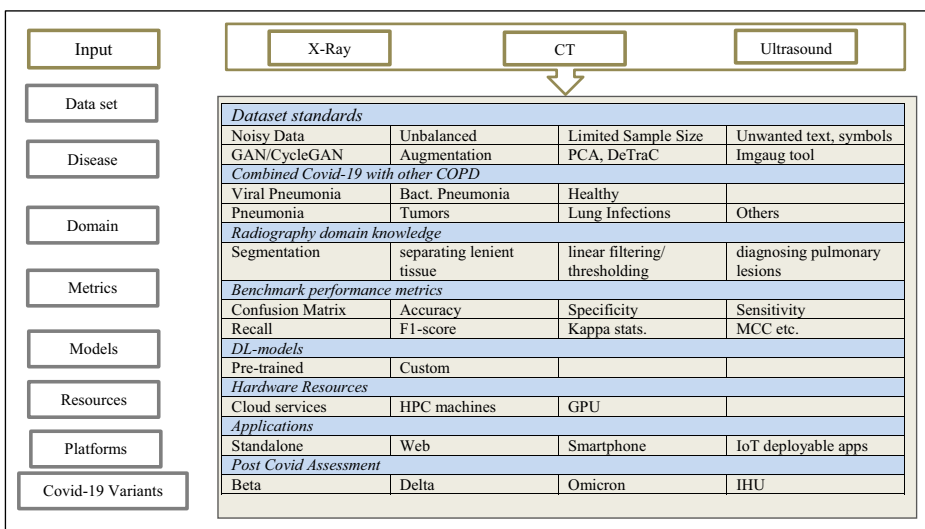 Input
X-Ray
CT
Ultrasound
Data set
Disease
Domain
Metrics
Models
Resources
Platforms
Covid-19 Variants
Dataset standards
Noisy Data Unbalanced Limited Sample Size Unwanted text, symbols
GAN/CycleGAN Augmentation PCA, DeTraC Imgaug tool
Combined Covid-19 with other COPD
Viral Pneumonia Bact. Pneumonia Healthy
Pneumonia Tumors Lung Infections Others
Radiography domain knowledge
Segmentation separating lenient linear filtering/ diagnosing pulmonary
tissue thresholding lesions
Benchmark performance metrics
Confusion Matrix Accuracy Specificity Sensitivity
Recall F1-score Kappa stats. MCC etc.
DL-models
Pre-trained Custom
Hardware Resources
Cloud services HPC machines GPU
Applications
Standalone Web Smartphone IoT deployable apps
Post Covid Assessment
Beta Delta Omicron IHU